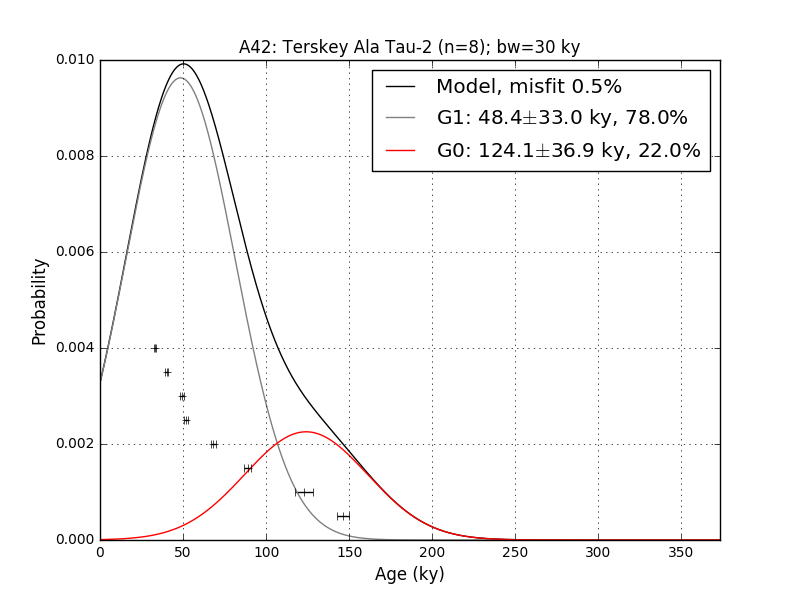 A42: Terskey Ala Tau-2 (n=8); bw=30 ky
0.010
Model, misfit 0.5%
G1: 48.4±33.0 ky, 78.0%
G0: 124.1±36.9 ky, 22.0%
0.008
0.006
0.004
0.002
0.000
Probability
0 50 100 150 200 250 300 350
Age (ky)